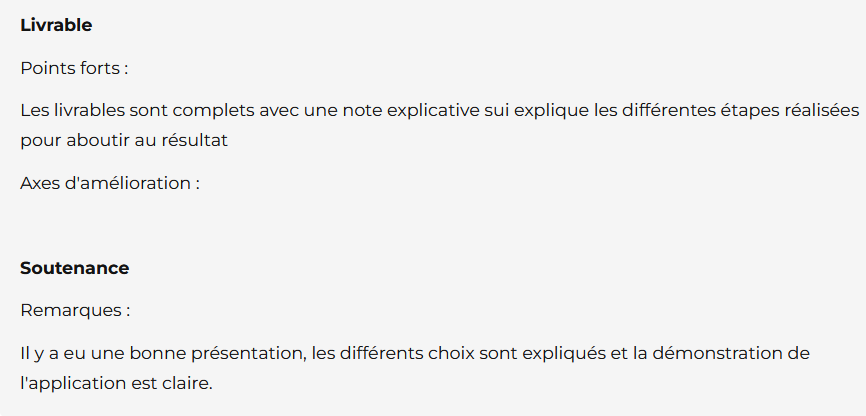 Livrable
Points forts :
Les livrables sont complets avec une note explicative sui explique les différentes étapes réalisées
pour aboutir au résultat
Axes d'amélioration :
Soutenance
Remarques :
Il y a eu une bonne présentation, les différents choix sont expliqués et la démonstration de
l'application est claire.